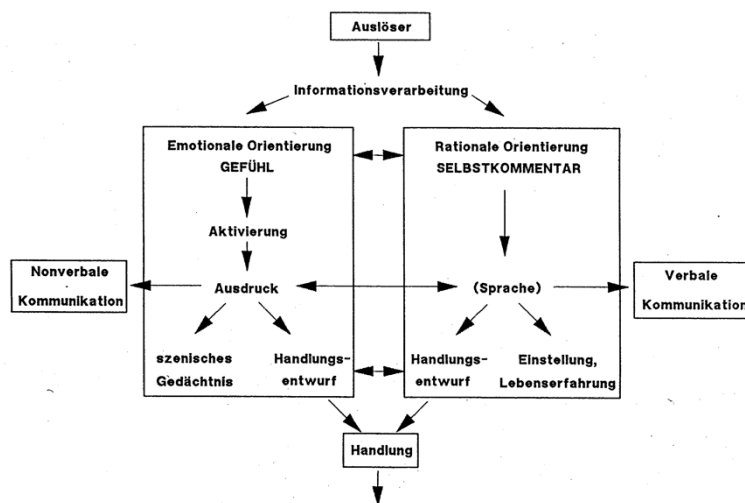 Auslöser
Informationsverarbeitung
Emotionale Orientierung
GEFÜHL
Aktivierung
Ausdruck
szenisches
Gedächtnis
Handlungs-
entwurf
Rationale Orientierung
SELBSTKOMMENTAR
(Sprache)
Handlungs-
entwurf
Einstellung,
Lebenserfahrung
Nonverbale
Kommunikation
Verbale
Kommunikation
Handlung